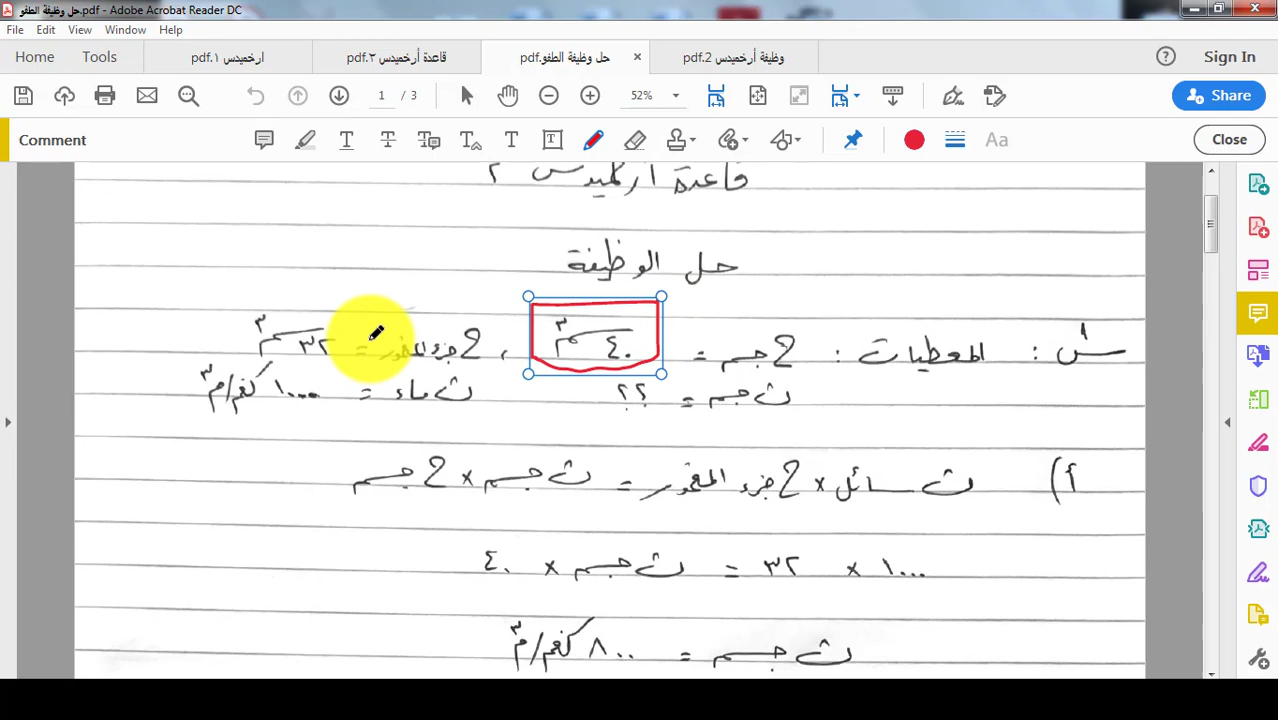 حل وظيفة الطفو.pdf - Adobe Acrobat Reader DC
File Edit View Window Help
Home Tools ارخميدس ١.pdf قاعدة أرخميدس ٣.pdf حل وظيفة الطفو.pdf × وظيفة أرخميدس 2.pdf Sign In
1 / 3 52% Share
Comment Aa Close
قاعدة أرخميدس ٢
حل الوظيفة
س١ : المعطيات : ح جسم = ٤٠ سم٣ , ح جزء المغمور = ٣٢ سم٣
ث جسم = ؟؟ ث ماء = ١٠٠٠ كغم/م٣
أ) ث سائل × ح جزء المغمور = ث جسم × ح جسم
١٠٠٠ × ٣٢ = ث جسم × ٤٠
ث جسم = ٨٠٠ كغم/م٣